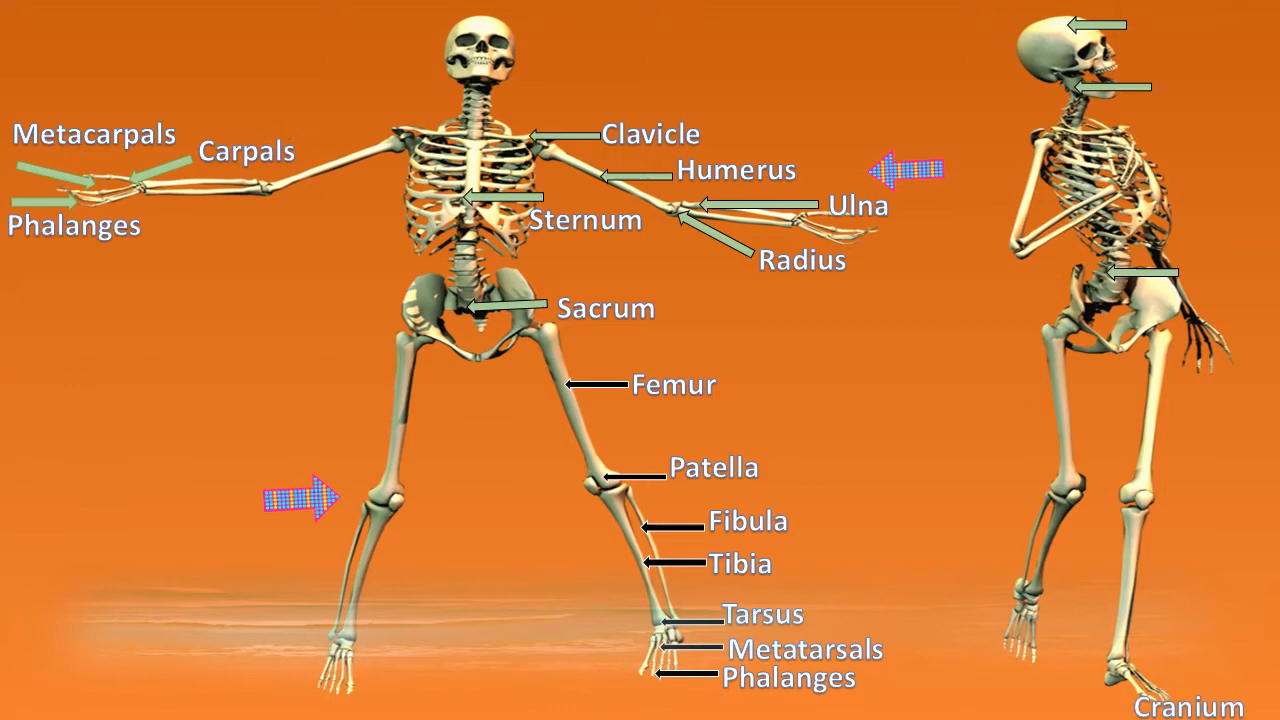 Metacarpals
Carpals
Phalanges
Clavicle
Humerus
Ulna
Sternum
Radius
Sacrum
Femur
Patella
Fibula
Tibia
Tarsus
Metatarsals
Phalanges
Cranium